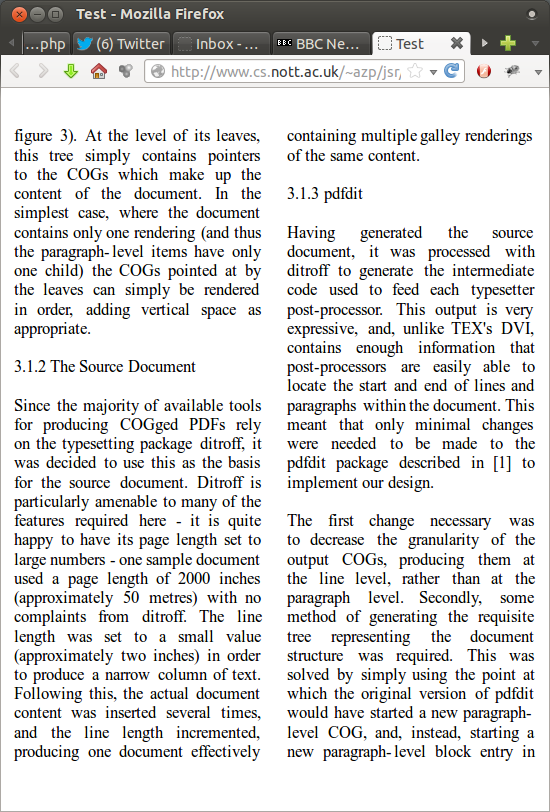 Test - Mozilla Firefox
...php
(6) Twitter
Inbox - ...
BBC BBC Ne...
Test
http://www.cs.nott.ac.uk/~azp/jsr/
figure 3). At the level of its leaves,
this tree simply contains pointers
to the COGs which make up the
content of the document. In the
simplest case, where the document
contains only one rendering (and thus
the paragraph-level items have only
one child) the COGs pointed at by
the leaves can simply be rendered
in order, adding vertical space as
appropriate.
3.1.2 The Source Document
Since the majority of available tools
for producing COGged PDFs rely
on the typesetting package ditroff, it
was decided to use this as the basis
for the source document. Ditroff is
particularly amenable to many of the
features required here - it is quite
happy to have its page length set to
large numbers - one sample document
used a page length of 2000 inches
(approximately 50 metres) with no
complaints from ditroff. The line
length was set to a small value
(approximately two inches) in order
to produce a narrow column of text.
Following this, the actual document
content was inserted several times,
and the line length incremented,
producing one document effectively
containing multiple galley renderings
of the same content.
3.1.3 pdfdit
Having generated the source
document, it was processed with
ditroff to generate the intermediate
code used to feed each typesetter
post-processor. This output is very
expressive, and, unlike TEX's DVI,
contains enough information that
post-processors are easily able to
locate the start and end of lines and
paragraphs within the document. This
meant that only minimal changes
were needed to be made to the
pdfdit package described in [1] to
implement our design.
The first change necessary was
to decrease the granularity of the
output COGs, producing them at
the line level, rather than at the
paragraph level. Secondly, some
method of generating the requisite
tree representing the document
structure was required. This was
solved by simply using the point at
which the original version of pdfdit
would have started a new paragraph-
level COG, and, instead, starting a
new paragraph-level block entry in